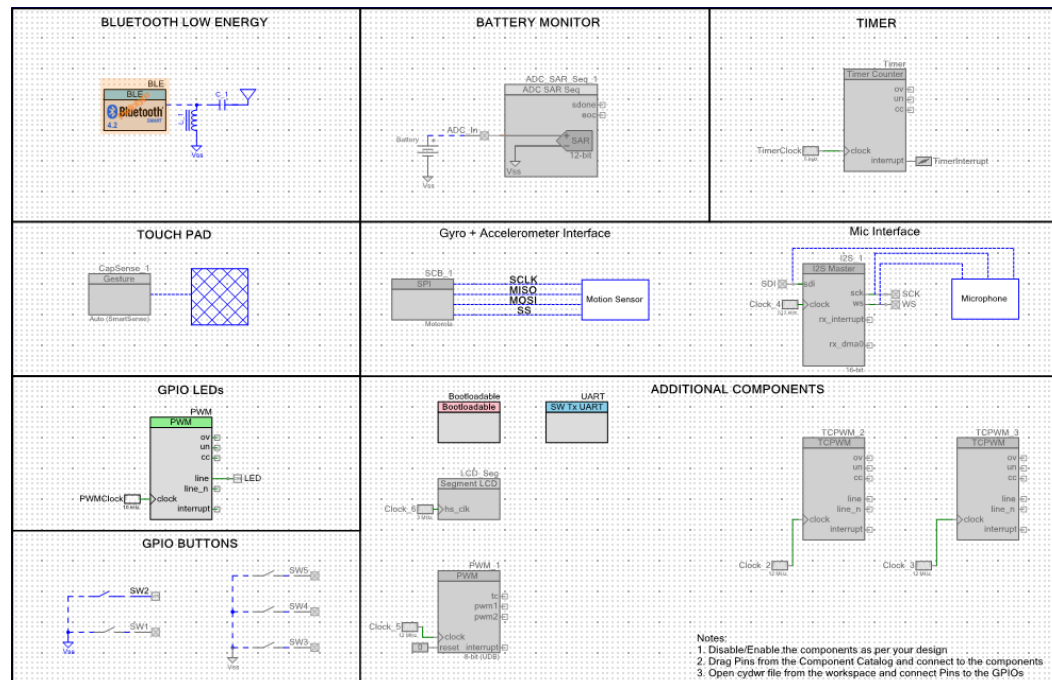 BLUETOOTH LOW ENERGY
BLE
BLE
Bluetooth
SMART
4.2
C_1
L_1
Vss
BATTERY MONITOR
ADC_SAR_Seq_1
ADC SAR Seq
sdone
eoc
Battery
ADC_In
SAR
12-bit
Vss
Vss
TIMER
Timer
Timer Counter
ov
un
cc
TimerClock
clock
interrupt
TimerInterrupt
TOUCH PAD
CapSense_1
Gesture
Auto (SmartSense)
Gyro + Accelerometer Interface
SCB_1
SPI
SCLK
MISO
MOSI
SS
Motorola
Motion Sensor
Mic Interface
I2S_1
I2S Master
SDI
sdi
sck
SCK
Clock_4
clock
ws
WS
rx_interrupt
rx_dma0
16-bit
Microphone
GPIO LEDs
PWM
PWM
ov
un
cc
line
LED
line_n
PWMClock
clock
interrupt
GPIO BUTTONS
SW2
SW1
Vss
SW5
SW4
SW3
Vss
ADDITIONAL COMPONENTS
Bootloadable
Bootloadable
UART
SW Tx UART
LCD_Seg
Segment LCD
Clock_6
hs_clk
PWM_1
PWM
tc
pwm1
pwm2
Clock_5
12 MHz
clock
0
reset
interrupt
8-bit (UDB)
TCPWM_2
TCPWM
ov
un
cc
line
line_n
clock
interrupt
Clock_2
12 MHz
TCPWM_3
TCPWM
ov
un
cc
line
line_n
clock
interrupt
Clock_3
12 MHz
Notes:
1. Disable/Enable the components as per your design
2. Drag Pins from the Component Catalog and connect to the components
3. Open cydwr file from the workspace and connect Pins to the GPIOs